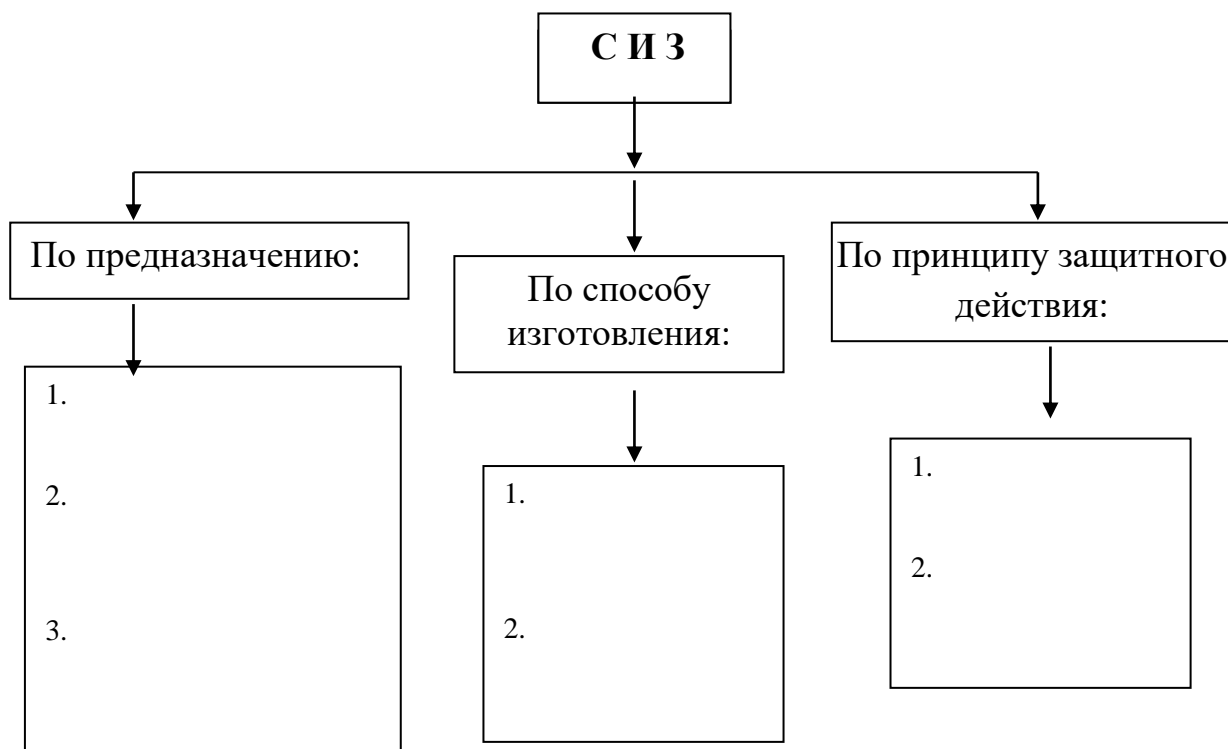 С И З
По предназначению:
1.
2.
3.
По способу
изготовления:
1.
2.
По принципу защитного
действия:
1.
2.